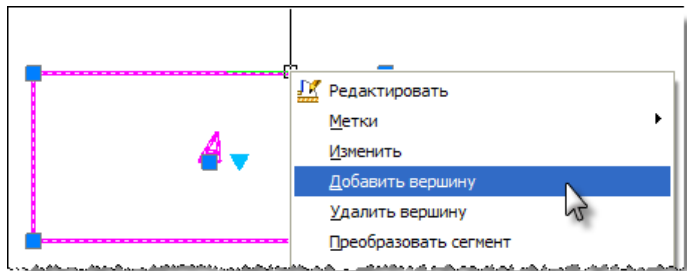 A
Редактировать
Метки
Изменить
Добавить вершину
Удалить вершину
Преобразовать сегмент